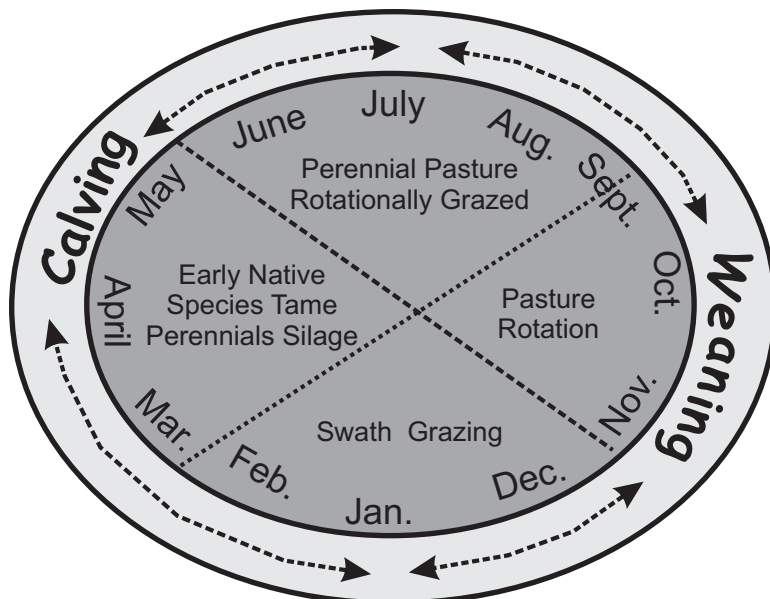 July
June
Aug.
May
Sept.
Calving
Perennial Pasture
Rotationally Grazed
April
Early Native
Species Tame
Perennials Silage
Pasture
Rotation
Oct.
Weaning
Mar.
Nov.
Swath Grazing
Feb.
Dec.
Jan.